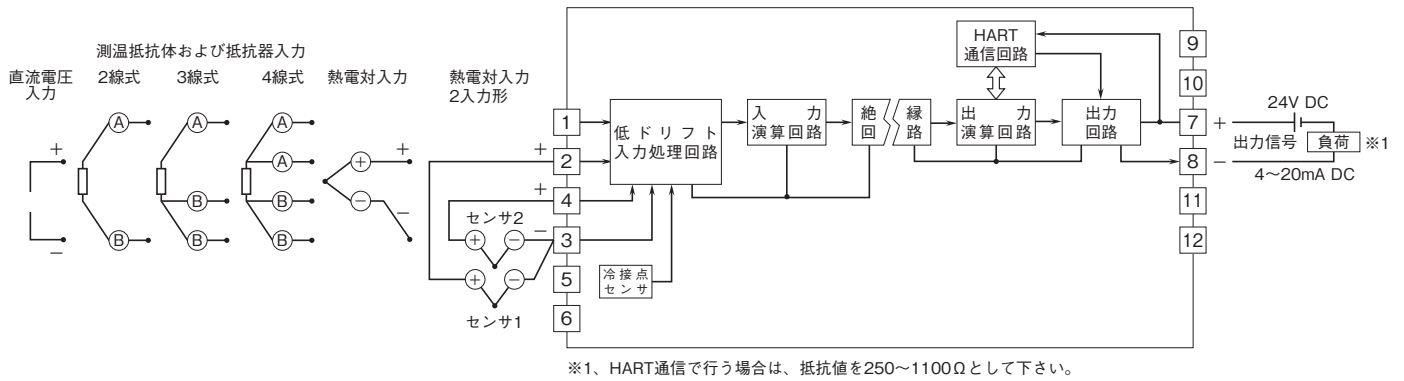 測温抵抗体および抵抗器入力
直流電圧
入力
2線式
3線式
4線式
熱電対入力
熱電対入力
2入力形
+
−
A
B
A
B
B
A
A
B
B
+
−
+
−
+
+
−
センサ2
+
−
+
−
センサ1
1
2
4
3
5
6
低ドリフト
入力処理回路
冷接点
センサ
入力
演算回路
絶縁
回路
出力
演算回路
HART
通信回路
出力
回路
9
10
7
8
11
12
+
−
24V DC
出力信号
負荷
※1
4～20mA DC
※1、HART通信で行う場合は、抵抗値を250～1100Ωとして下さい。